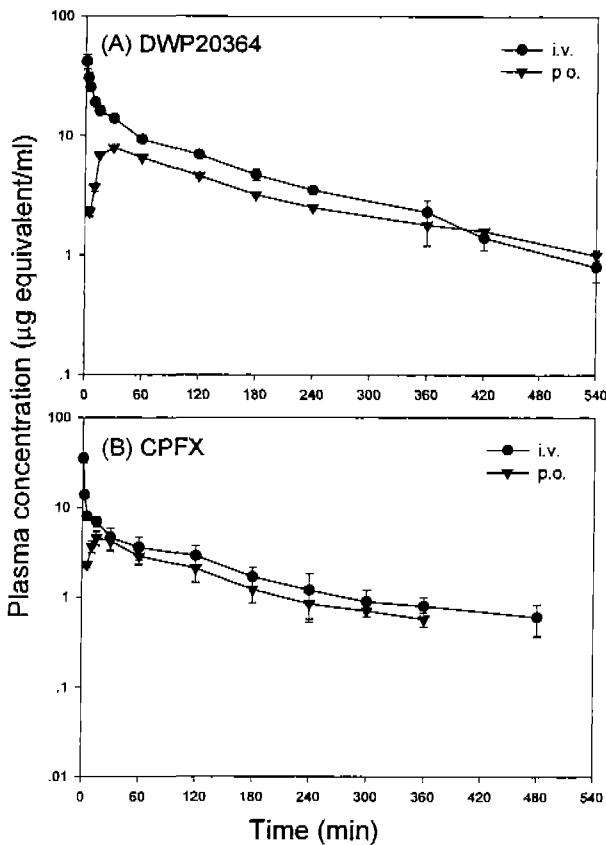 100
(A) DWP20364
i.v.
p o.
10
1
.1
0 60 120 180 240 300 360 420 480 540
Plasma concentration (μg equivalent/ml)
100
(B) CPFX
i.v.
p.o.
10
1
.1
.01
0 60 120 180 240 300 360 420 480 540
Time (min)